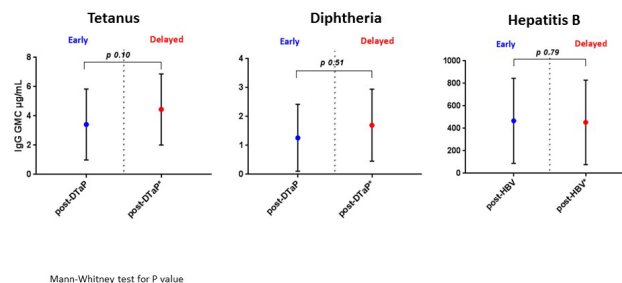 Tetanus
Early Delayed
p 0.10
IgG GMC µg/mL
8
6
4
2
0
post-DTaP post-DTaP*
Diphtheria
Early Delayed
p 0.51
4
3
2
1
0
post-DTaP post-DTaP*
Hepatitis B
Early Delayed
p 0.79
1000
800
600
400
200
0
post-HBV post-HBV*
Mann-Whitney test for P value